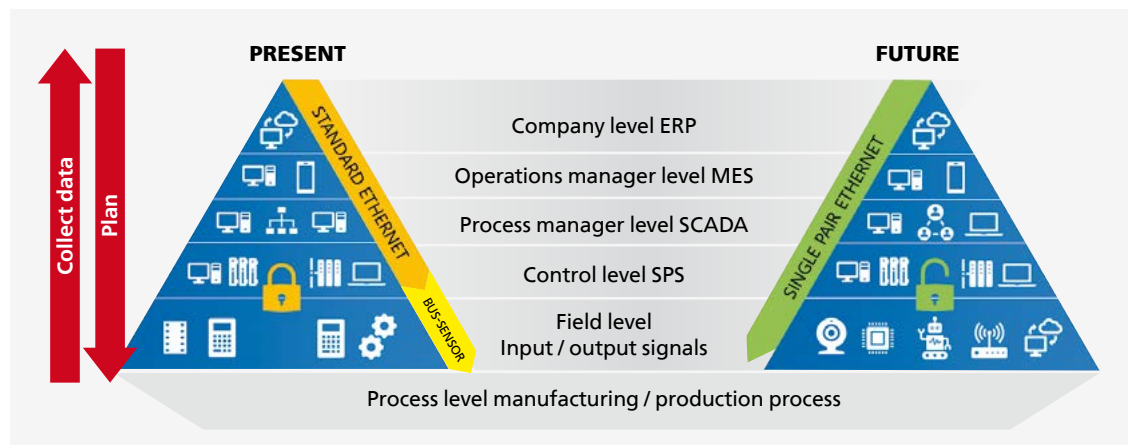 PRESENT
FUTURE
Collect data
Plan
STANDARD ETHERNET
BUS-SENSOR
Company level ERP
Operations manager level MES
Process manager level SCADA
Control level SPS
Field level
Input / output signals
SINGLE PAIR ETHERNET
Process level manufacturing / production process